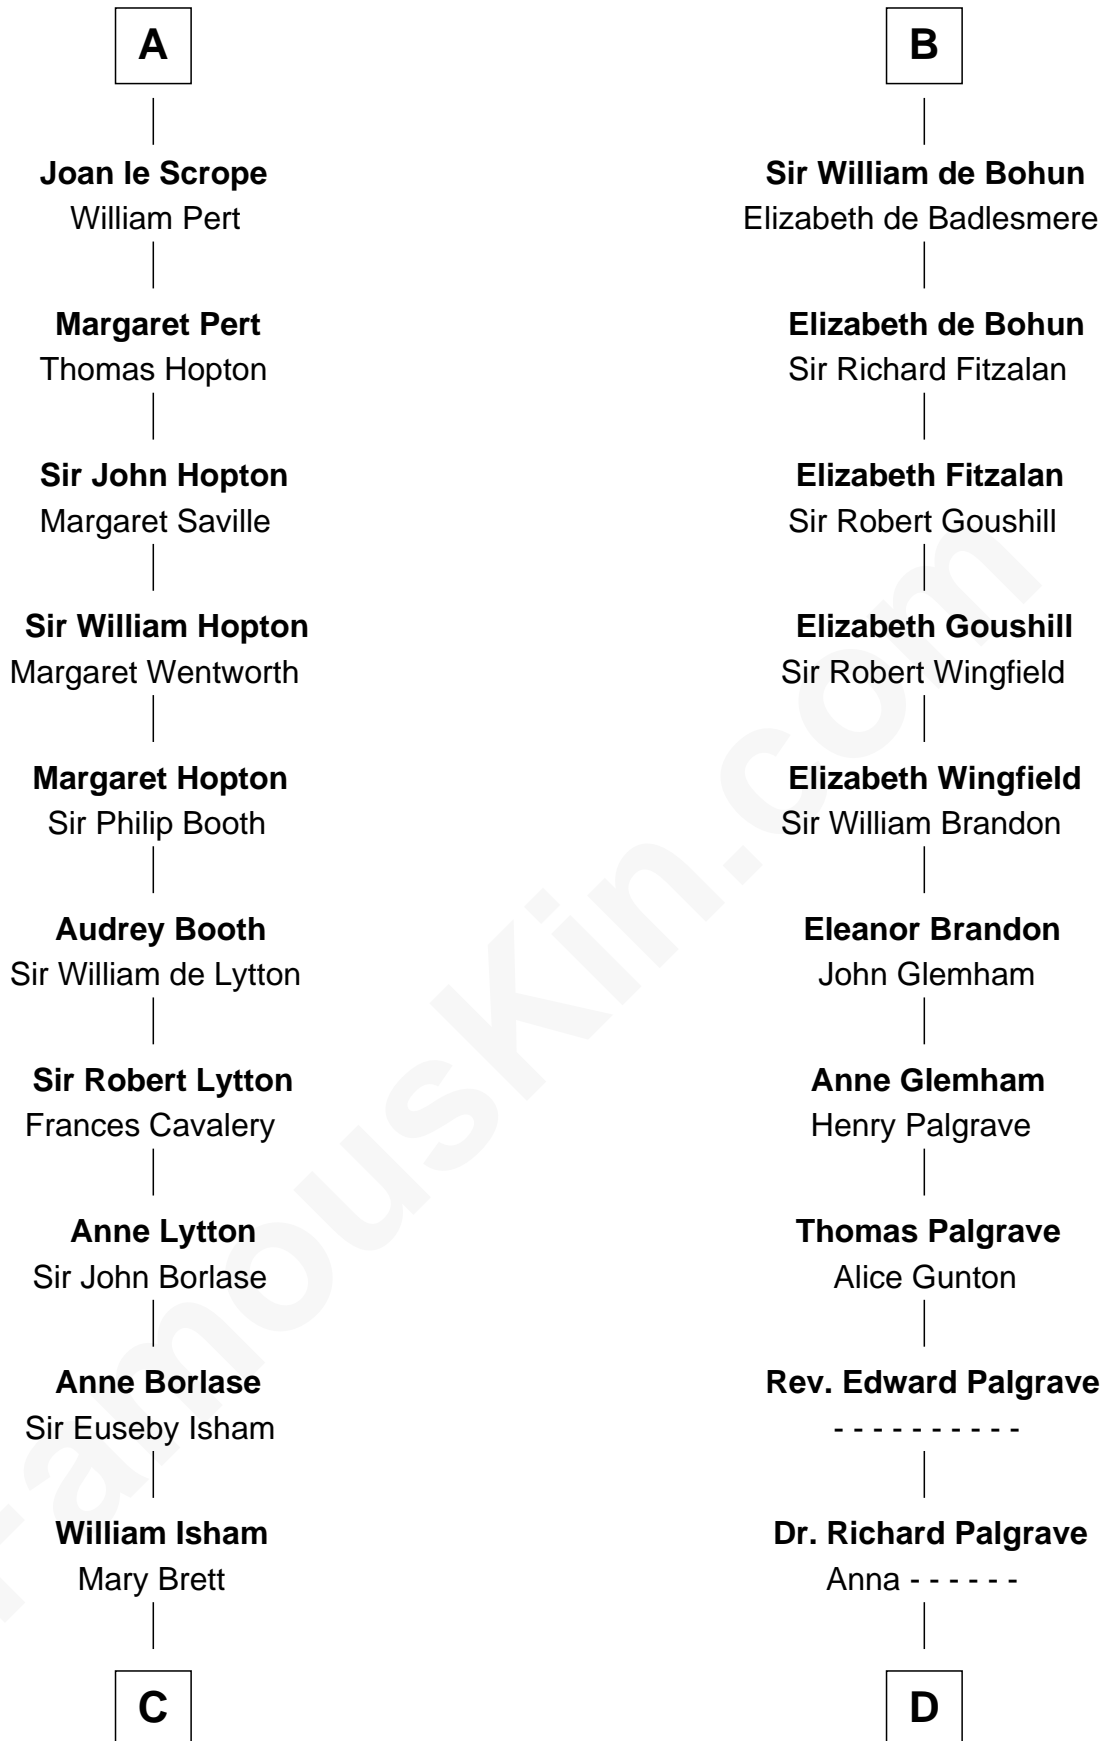 A
Joan le Scrope
William Pert
Margaret Pert
Thomas Hopton
Sir John Hopton
Margaret Saville
Sir William Hopton
Margaret Wentworth
Margaret Hopton
Sir Philip Booth
Audrey Booth
Sir William de Lytton
Sir Robert Lytton
Frances Cavalery
Anne Lytton
Sir John Borlase
Anne Borlase
Sir Euseby Isham
William Isham
Mary Brett
C
B
Sir William de Bohun
Elizabeth de Badlesmere
Elizabeth de Bohun
Sir Richard Fitzalan
Elizabeth Fitzalan
Sir Robert Goushill
Elizabeth Goushill
Sir Robert Wingfield
Elizabeth Wingfield
Sir William Brandon
Eleanor Brandon
John Glemham
Anne Glemham
Henry Palgrave
Thomas Palgrave
Alice Gunton
Rev. Edward Palgrave
- - - - - - - - - -
Dr. Richard Palgrave
Anna - - - - - -
D
FamousKin.com